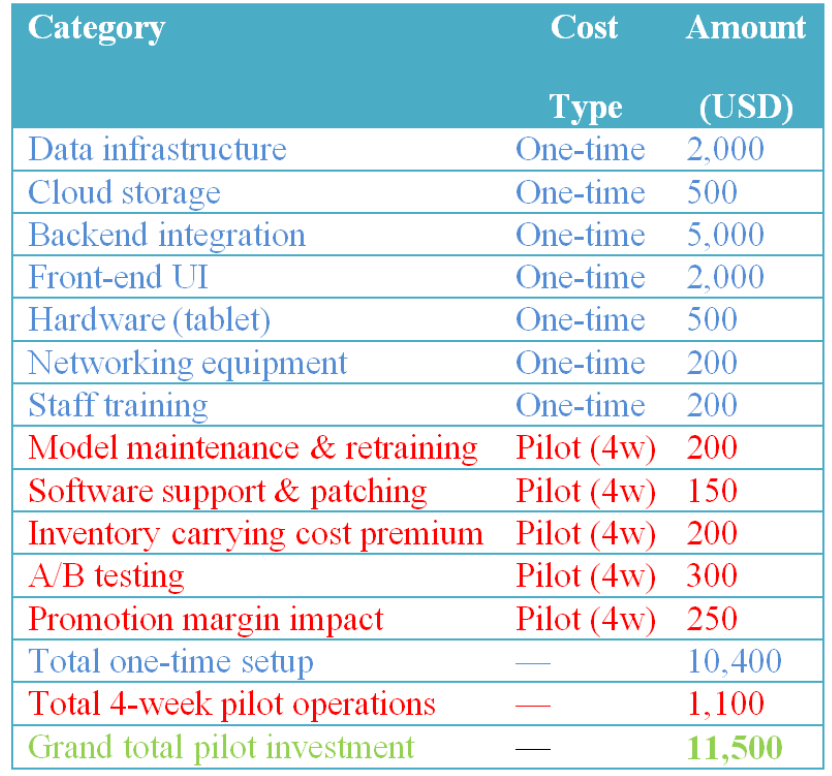 Category Cost Type Amount (USD)
Data infrastructure One-time 2,000
Cloud storage One-time 500
Backend integration One-time 5,000
Front-end UI One-time 2,000
Hardware (tablet) One-time 500
Networking equipment One-time 200
Staff training One-time 200
Model maintenance & retraining Pilot (4w) 200
Software support & patching Pilot (4w) 150
Inventory carrying cost premium Pilot (4w) 200
A/B testing Pilot (4w) 300
Promotion margin impact Pilot (4w) 250
Total one-time setup — 10,400
Total 4-week pilot operations — 1,100
Grand total pilot investment — 11,500